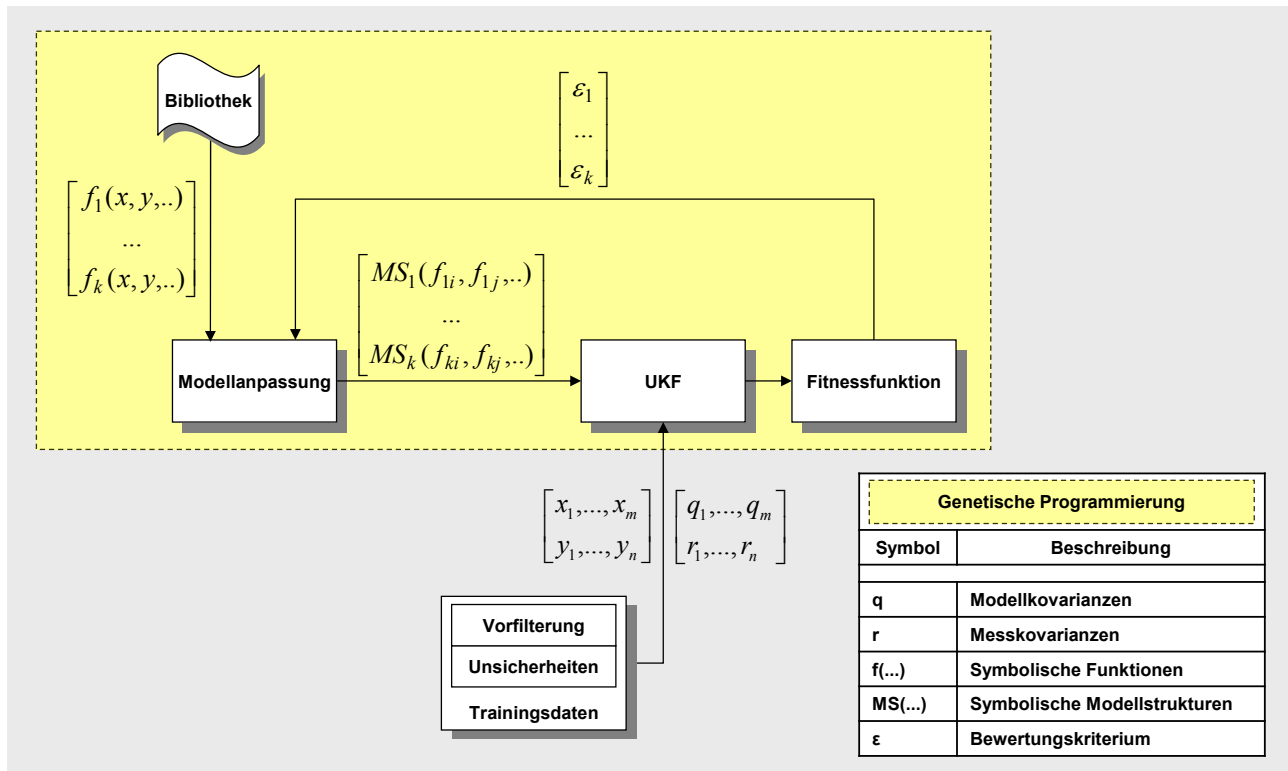 Bibliothek
ε1
...
εk
f1(x, y,..)
...
fk(x, y,..)
MS1(f1i, f1j,..)
...
MSk(fki, fkj,..)
Modellanpassung
UKF
Fitnessfunktion
x1,..., xm
y1,..., yn
q1,..., qm
r1,..., rn
Vorfilterung
Unsicherheiten
Trainingsdaten
Genetische Programmierung
Symbol Beschreibung
q Modellkovarianzen
r Messkovarianzen
f(...) Symbolische Funktionen
MS(...) Symbolische Modellstrukturen
ε Bewertungskriterium